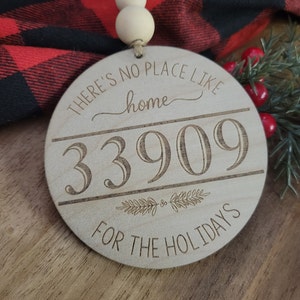 THERE'S NO PLACE LIKE
home
33909
&
FOR THE HOLIDAYS